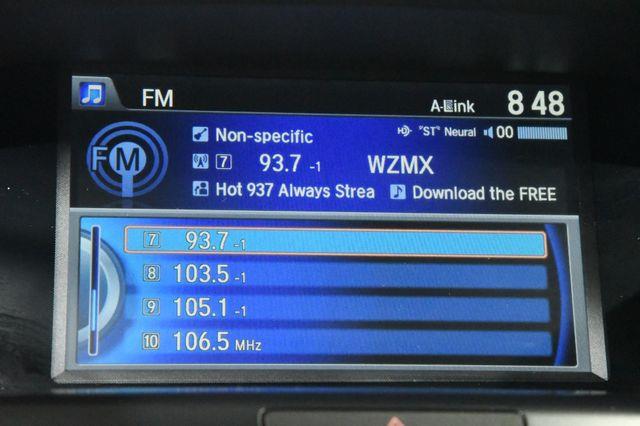 FM A-Link 8 48
Non-specific "ST" Neural 00
FM 7 93.7 -1 WZMX
Hot 937 Always Strea Download the FREE
7 93.7 -1
8 103.5 -1
9 105.1 -1
10 106.5 MHz